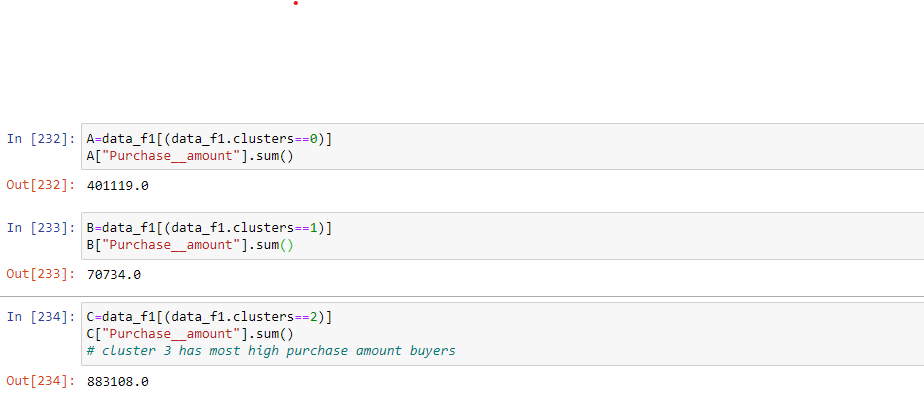 In [232]: A=data_f1[(data_f1.clusters==0)]
A["Purchase__amount"].sum()
Out[232]: 401119.0
In [233]: B=data_f1[(data_f1.clusters==1)]
B["Purchase__amount"].sum()
Out[233]: 70734.0
In [234]: C=data_f1[(data_f1.clusters==2)]
C["Purchase__amount"].sum()
# cluster 3 has most high purchase amount buyers
Out[234]: 883108.0